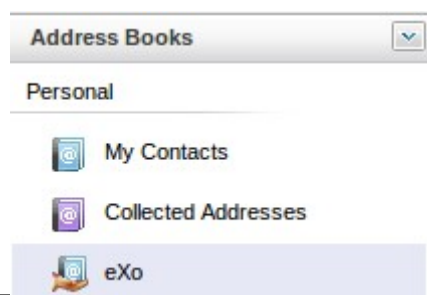 Address Books
Personal
My Contacts
Collected Addresses
eXo